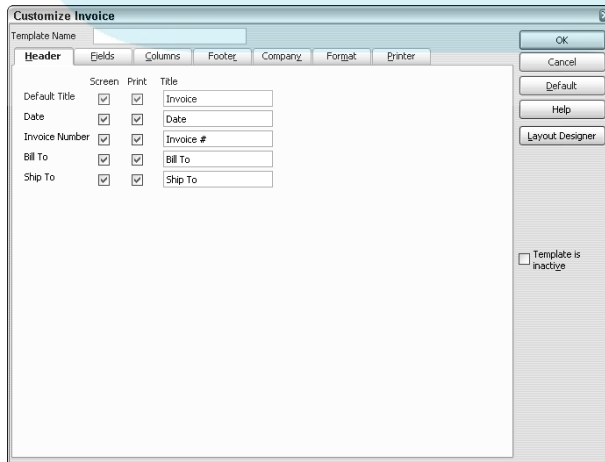 Customize Invoice
Template Name
Header Fields Columns Footer Company Format Printer
Screen Print Title
Default Title Invoice
Date Date
Invoice Number Invoice #
Bill To Bill To
Ship To Ship To
OK
Cancel
Default
Help
Layout Designer
Template is
inactive